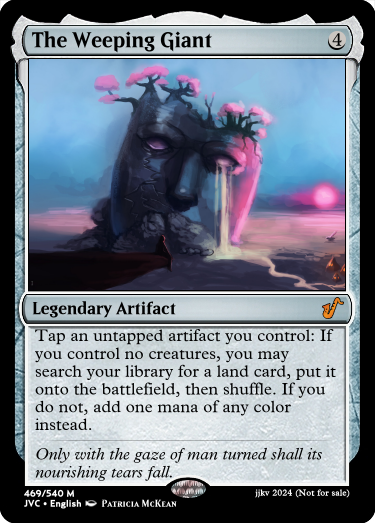 The Weeping Giant 4
Legendary Artifact
Tap an untapped artifact you control: If
you control no creatures, you may
search your library for a land card, put it
onto the battlefield, then shuffle. If you
do not, add one mana of any color
instead.
Only with the gaze of man turned shall its
nourishing tears fall.
469/540 M
JVC • English Patricia McKean
jjkv 2024 (Not for sale)